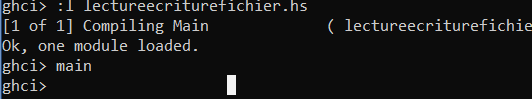 ghci> :l lectureecriturefichier.hs
[1 of 1] Compiling Main             ( lectureecriturefichie
Ok, one module loaded.
ghci> main
ghci>